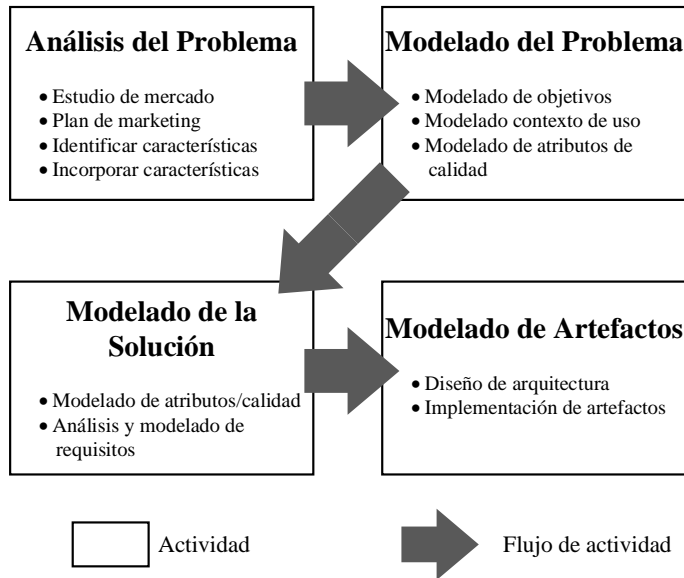 Análisis del Problema
• Estudio de mercado
• Plan de marketing
• Identificar características
• Incorporar características
Modelado del Problema
• Modelado de objetivos
• Modelado contexto de uso
• Modelado de atributos de
calidad
Modelado de la
Solución
• Modelado de atributos/calidad
• Análisis y modelado de
requisitos
Modelado de Artefactos
• Diseño de arquitectura
• Implementación de artefactos
Actividad
Flujo de actividad